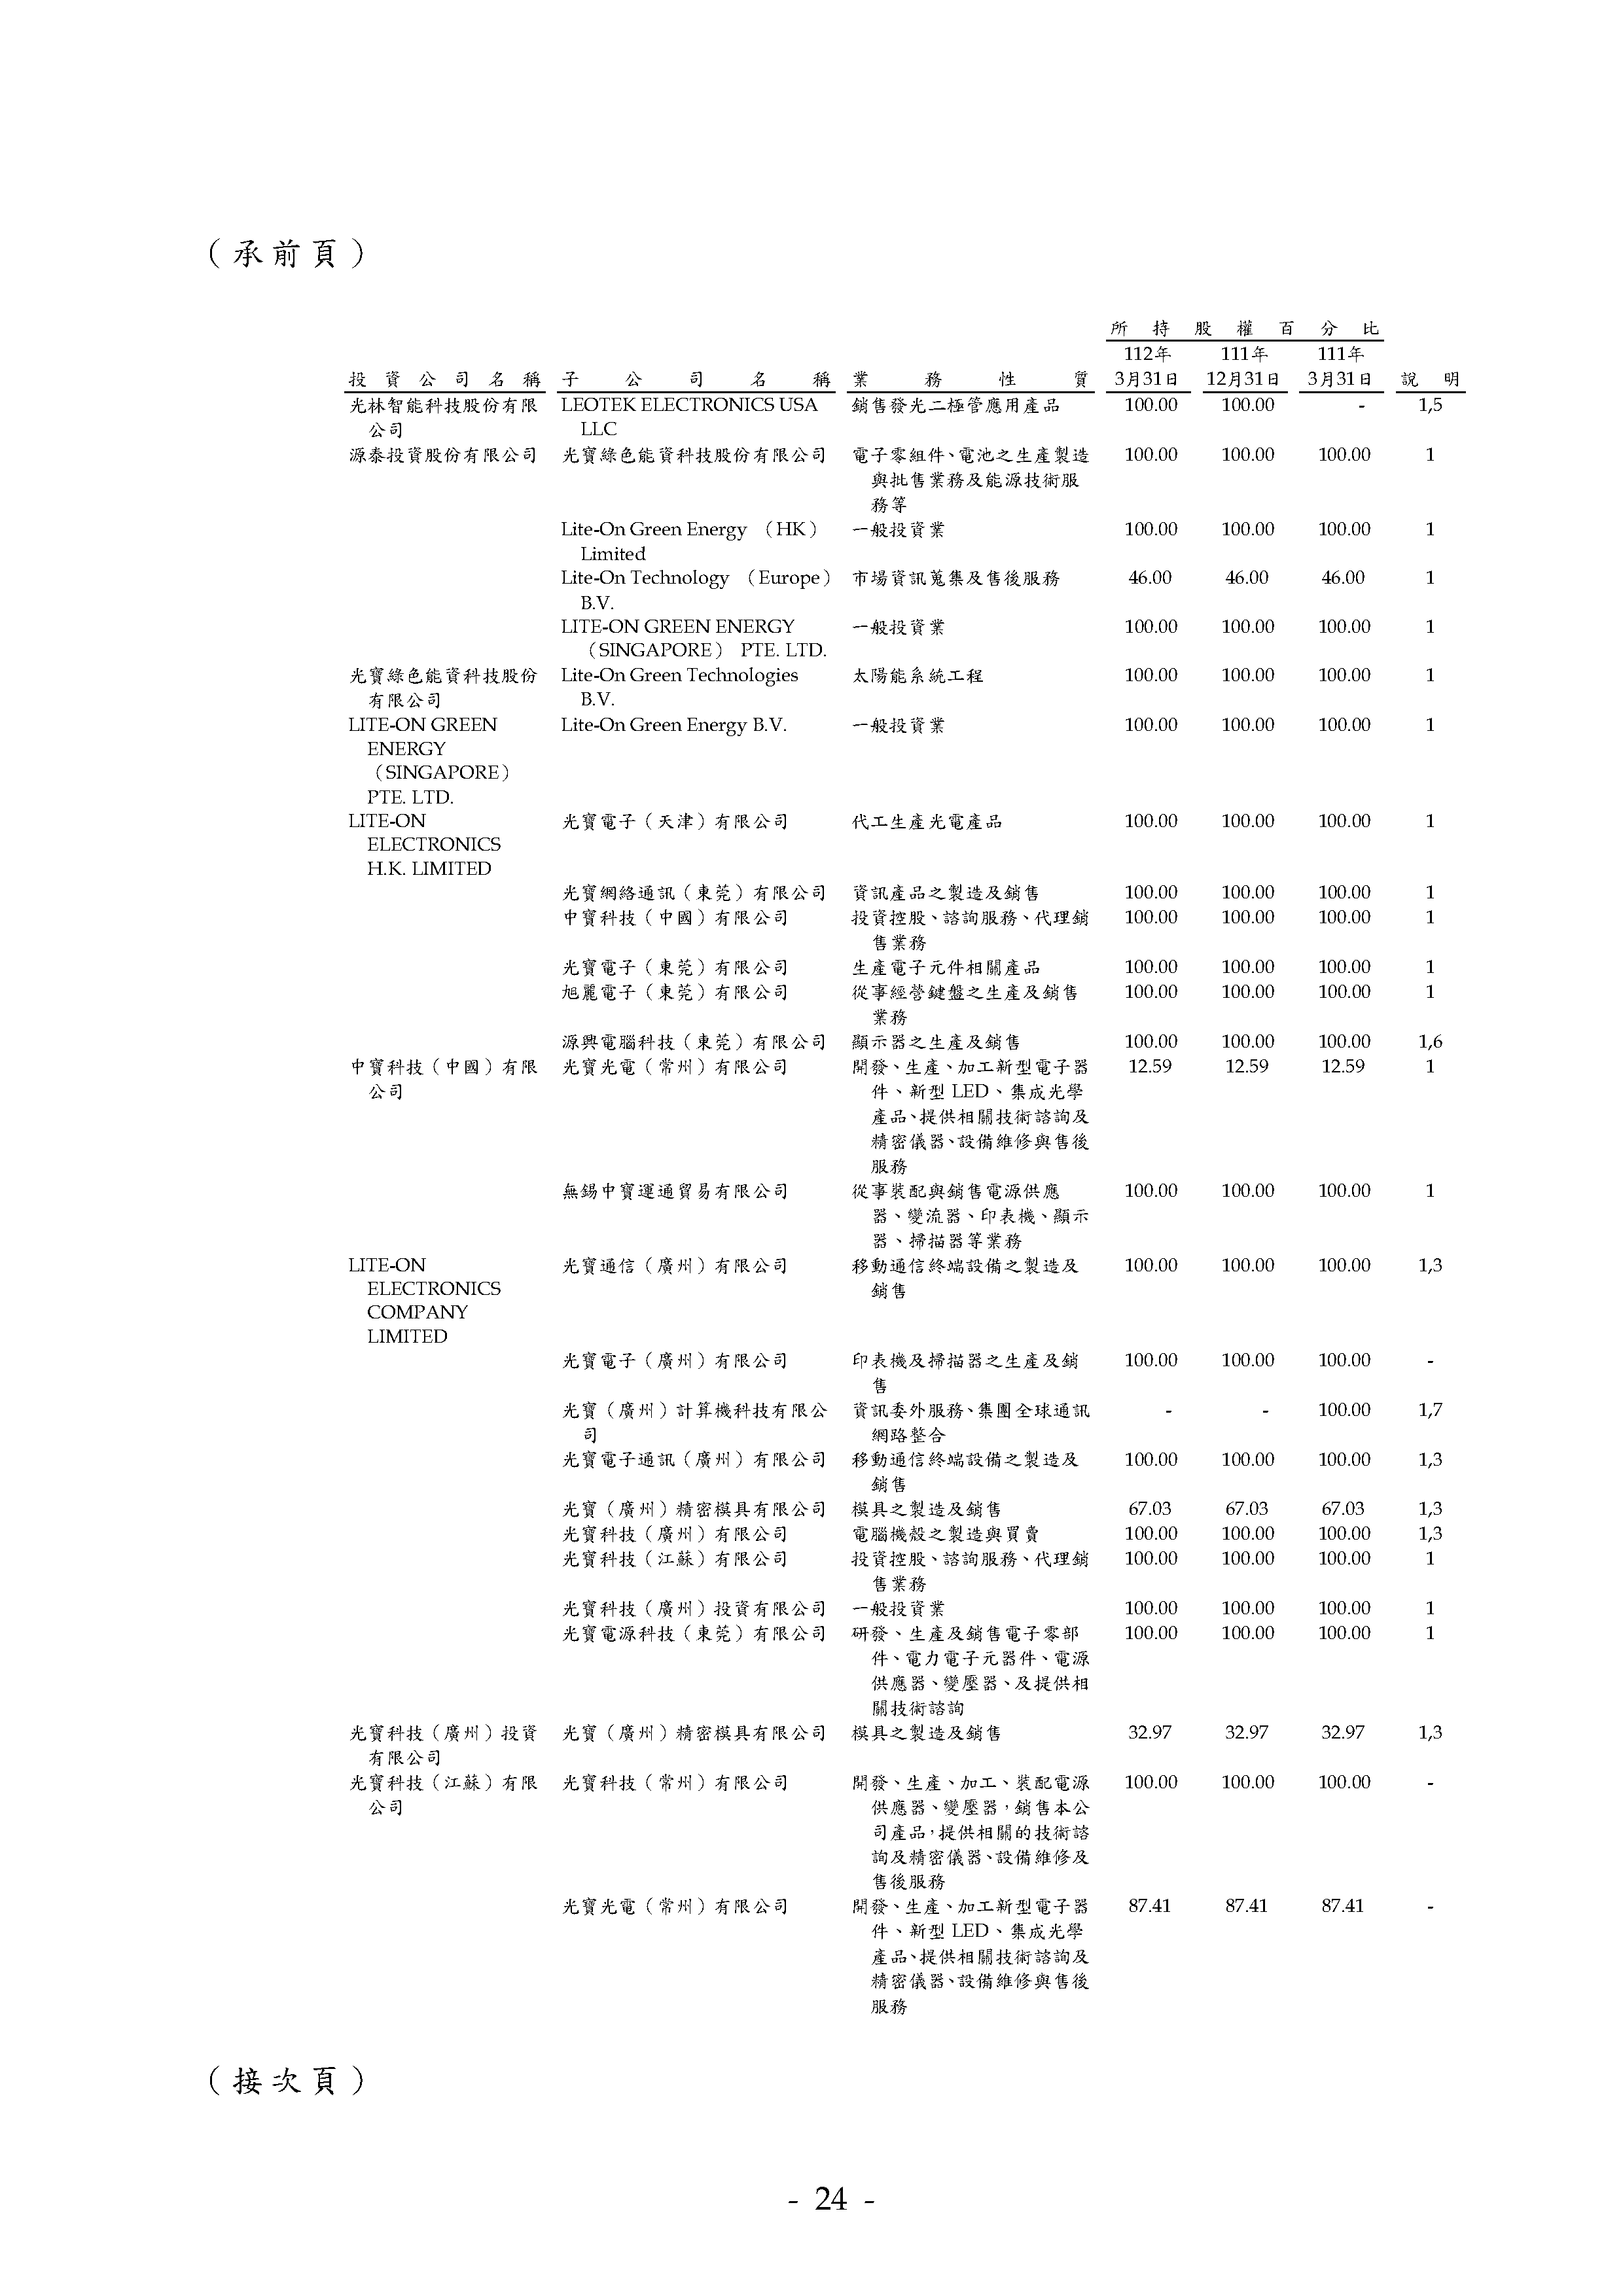 （承前頁）
所持股權百分比
112年 111年 111年
投資公司名稱 子公司名稱 業務性質 3月31日 12月31日 3月31日 說明
光林智能科技股份有限 LEOTEK ELECTRONICS USA 銷售發光二極管應用產品 100.00 100.00 - 1,5
公司 LLC
源泰投資股份有限公司 光寶綠色能資科技股份有限公司 電子零組件、電池之生產製造 100.00 100.00 100.00 1
與批售業務及能源技術服
務等
Lite-On Green Energy （HK） 一般投資業 100.00 100.00 100.00 1
Limited
Lite-On Technology （Europe） 市場資訊蒐集及售後服務 46.00 46.00 46.00 1
B.V.
LITE-ON GREEN ENERGY 一般投資業 100.00 100.00 100.00 1
（SINGAPORE） PTE. LTD.
光寶綠色能資科技股份 Lite-On Green Technologies 太陽能系統工程 100.00 100.00 100.00 1
有限公司 B.V.
LITE-ON GREEN Lite-On Green Energy B.V. 一般投資業 100.00 100.00 100.00 1
ENERGY
（SINGAPORE）
PTE. LTD.
LITE-ON 光寶電子（天津）有限公司 代工生產光電產品 100.00 100.00 100.00 1
ELECTRONICS
H.K. LIMITED
光寶網絡通訊（東莞）有限公司 資訊產品之製造及銷售 100.00 100.00 100.00 1
中寶科技（中國）有限公司 投資控股、諮詢服務、代理銷 100.00 100.00 100.00 1
售業務
光寶電子（東莞）有限公司 生產電子元件相關產品 100.00 100.00 100.00 1
旭麗電子（東莞）有限公司 從事經營鍵盤之生產及銷售 100.00 100.00 100.00 1
業務
源興電腦科技（東莞）有限公司 顯示器之生產及銷售 100.00 100.00 100.00 1,6
中寶科技（中國）有限 光寶光電（常州）有限公司 開發、生產、加工新型電子器 12.59 12.59 12.59 1
公司 件、新型 LED、集成光學
產品、提供相關技術諮詢及
精密儀器、設備維修與售後
服務
無錫中寶運通貿易有限公司 從事裝配與銷售電源供應 100.00 100.00 100.00 1
器、變流器、印表機、顯示
器、掃描器等業務
LITE-ON 光寶通信（廣州）有限公司 移動通信終端設備之製造及 100.00 100.00 100.00 1,3
ELECTRONICS 銷售
COMPANY
LIMITED
光寶電子（廣州）有限公司 印表機及掃描器之生產及銷 100.00 100.00 100.00 -
售
光寶（廣州）計算機科技有限公 資訊委外服務、集團全球通訊 - - 100.00 1,7
司 網路整合
光寶電子通訊（廣州）有限公司 移動通信終端設備之製造及 100.00 100.00 100.00 1,3
銷售
光寶（廣州）精密模具有限公司 模具之製造及銷售 67.03 67.03 67.03 1,3
光寶科技（廣州）有限公司 電腦機殼之製造與買賣 100.00 100.00 100.00 1,3
光寶科技（江蘇）有限公司 投資控股、諮詢服務、代理銷 100.00 100.00 100.00 1
售業務
光寶科技（廣州）投資有限公司 一般投資業 100.00 100.00 100.00 1
光寶電源科技（東莞）有限公司 研發、生產及銷售電子零部 100.00 100.00 100.00 1
件、電力電子元器件、電源
供應器、變壓器、及提供相
關技術諮詢
光寶科技（廣州）投資 光寶（廣州）精密模具有限公司 模具之製造及銷售 32.97 32.97 32.97 1,3
有限公司
光寶科技（江蘇）有限 光寶科技（常州）有限公司 開發、生產、加工、裝配電源 100.00 100.00 100.00 -
公司 供應器、變壓器，銷售本公
司產品，提供相關的技術諮
詢及精密儀器、設備維修及
售後服務
光寶光電（常州）有限公司 開發、生產、加工新型電子器 87.41 87.41 87.41 -
件、新型 LED、集成光學
產品、提供相關技術諮詢及
精密儀器、設備維修與售後
服務
（接次頁）
- 24 -